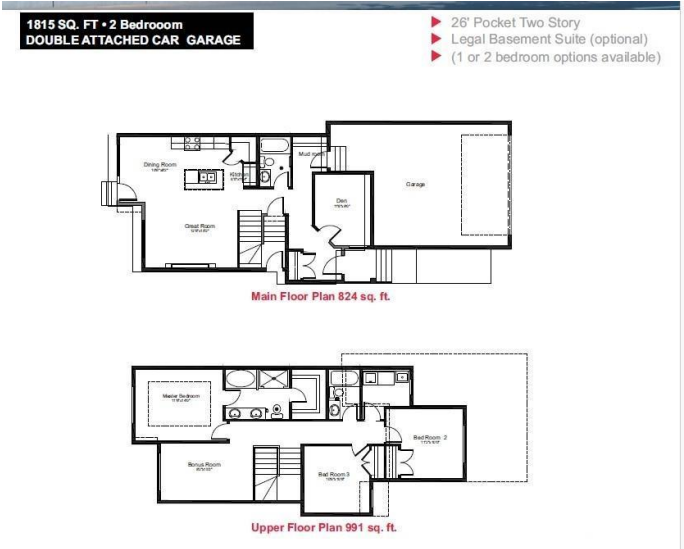 1815 SQ. FT • 2 Bedrooom
DOUBLE ATTACHED CAR GARAGE
26' Pocket Two Story
Legal Basement Suite (optional)
(1 or 2 bedroom options available)
Dining Room
Kitchen
Mud room
Den
Garage
Great Room
Main Floor Plan 824 sq. ft.
Master Bedroom
Bonus Room
Bed Room 3
Bed Room 2
Upper Floor Plan 991 sq. ft.